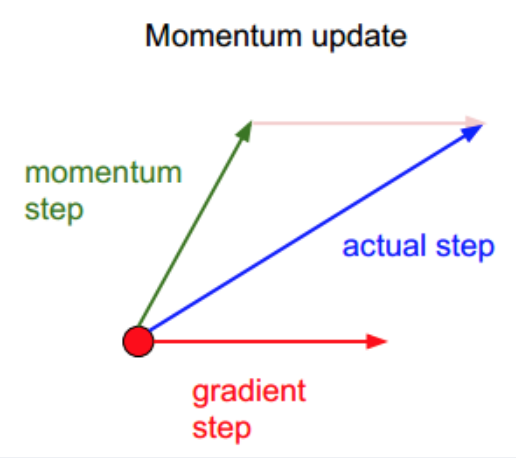 Momentum update
momentum
step
actual step
gradient
step